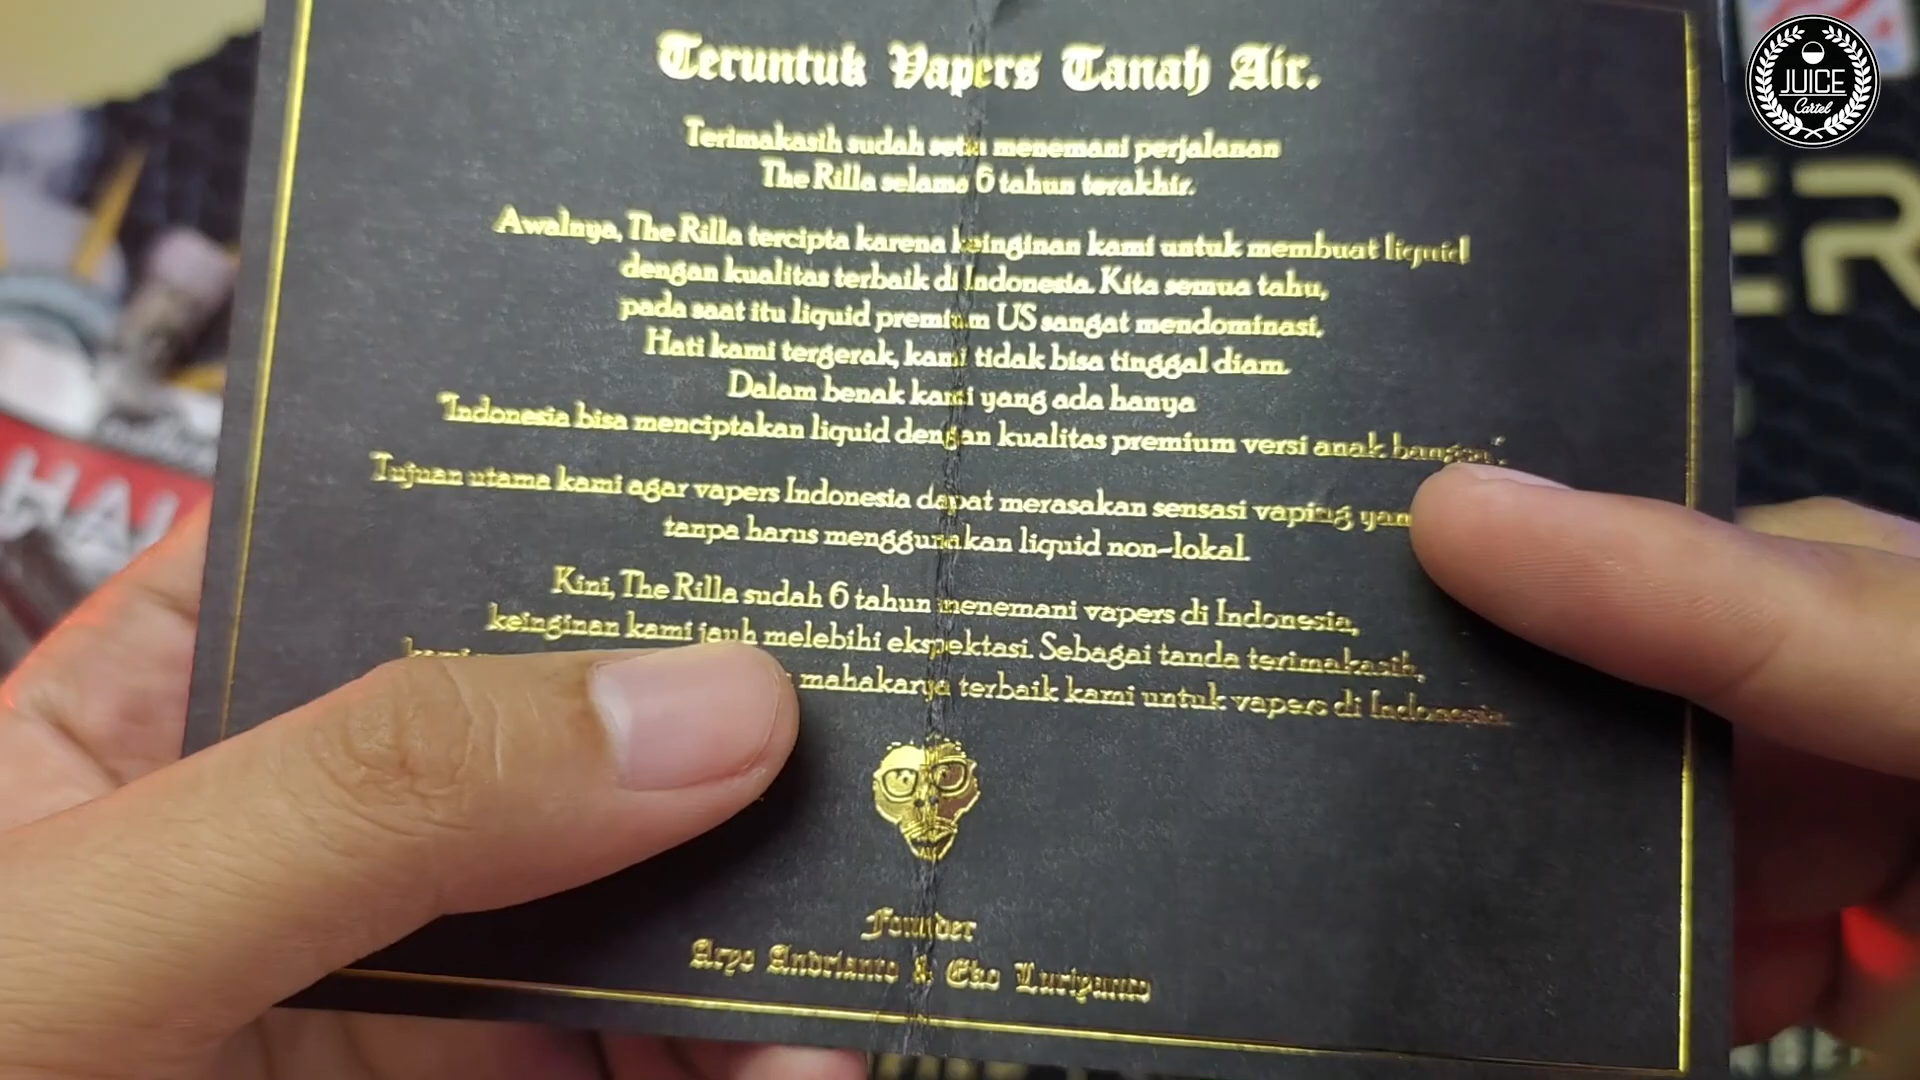 Teruntuk Vapers Tanah Air.
Terimakasih sudah setia menemani perjalanan
The Rilla selama 6 tahun terakhir.
Awalnya, The Rilla tercipta karena keinginan kami untuk membuat liquid
dengan kualitas terbaik di Indonesia. Kita semua tahu,
pada saat itu liquid premium US sangat mendominasi,
Hati kami tergerak, kami tidak bisa tinggal diam.
Dalam benak kami yang ada hanya
"Indonesia bisa menciptakan liquid dengan kualitas premium versi anak bangsa".
Tujuan utama kami agar vapers Indonesia dapat merasakan sensasi vaping
tanpa harus menggunakan liquid non-lokal.
Kini, The Rilla sudah 6 tahun menemani vapers di Indonesia,
keinginan kami jauh melebihi ekspektasi. Sebagai tanda terimakasih,
mahakarya terbaik kami untuk vapers di Indonesia.
Founder
Aryo Andrianto & Eko Luriyanto
JUICE
Cartel
HAL
ER